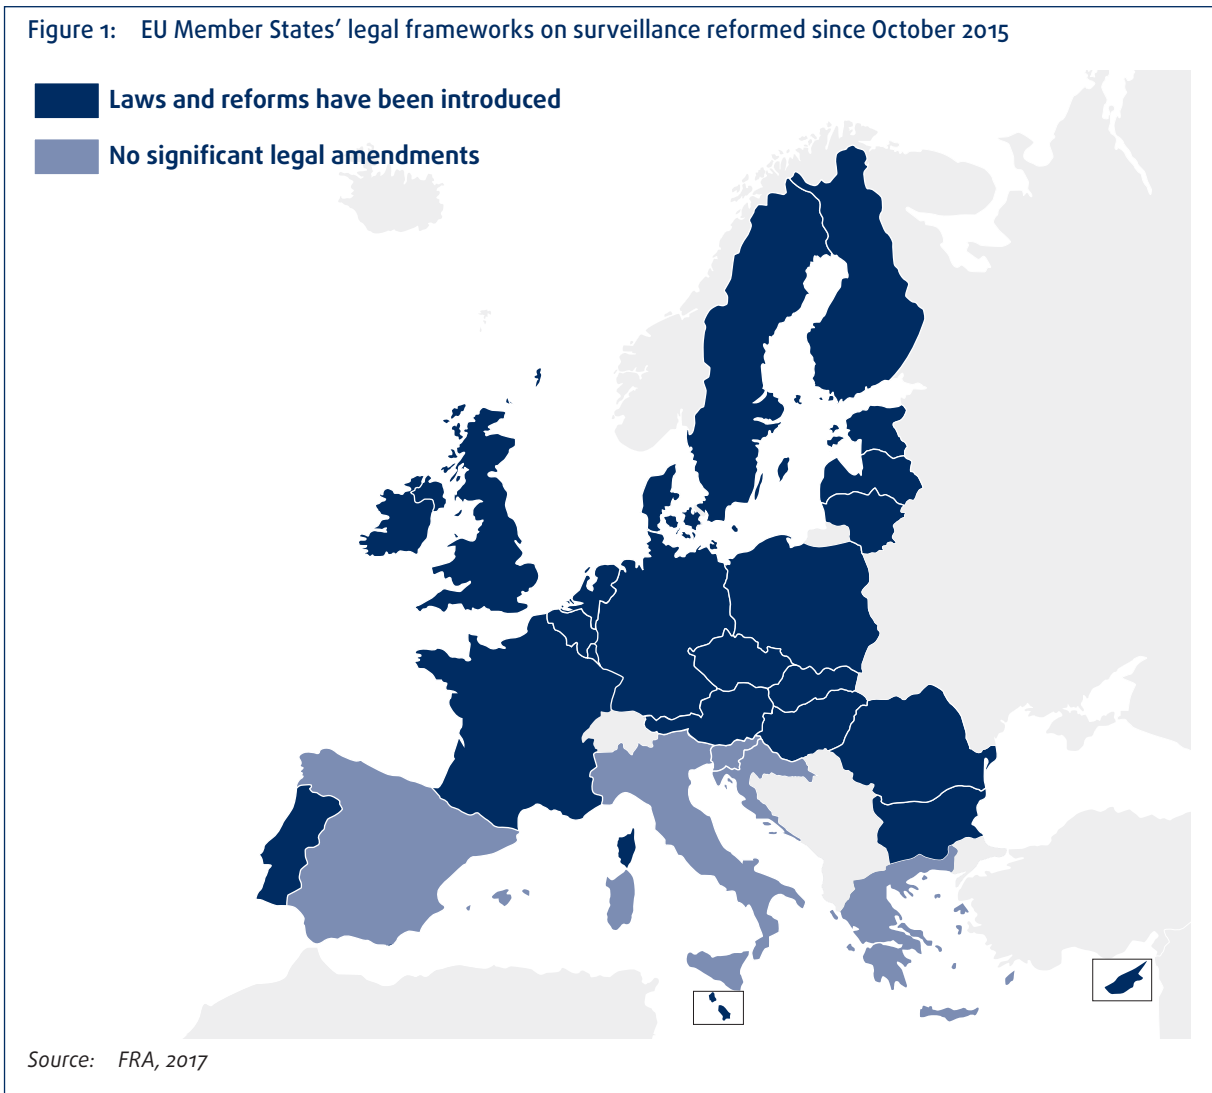 Figure 1: EU Member States’ legal frameworks on surveillance reformed since October 2015
Laws and reforms have been introduced
No significant legal amendments
Source: FRA, 2017